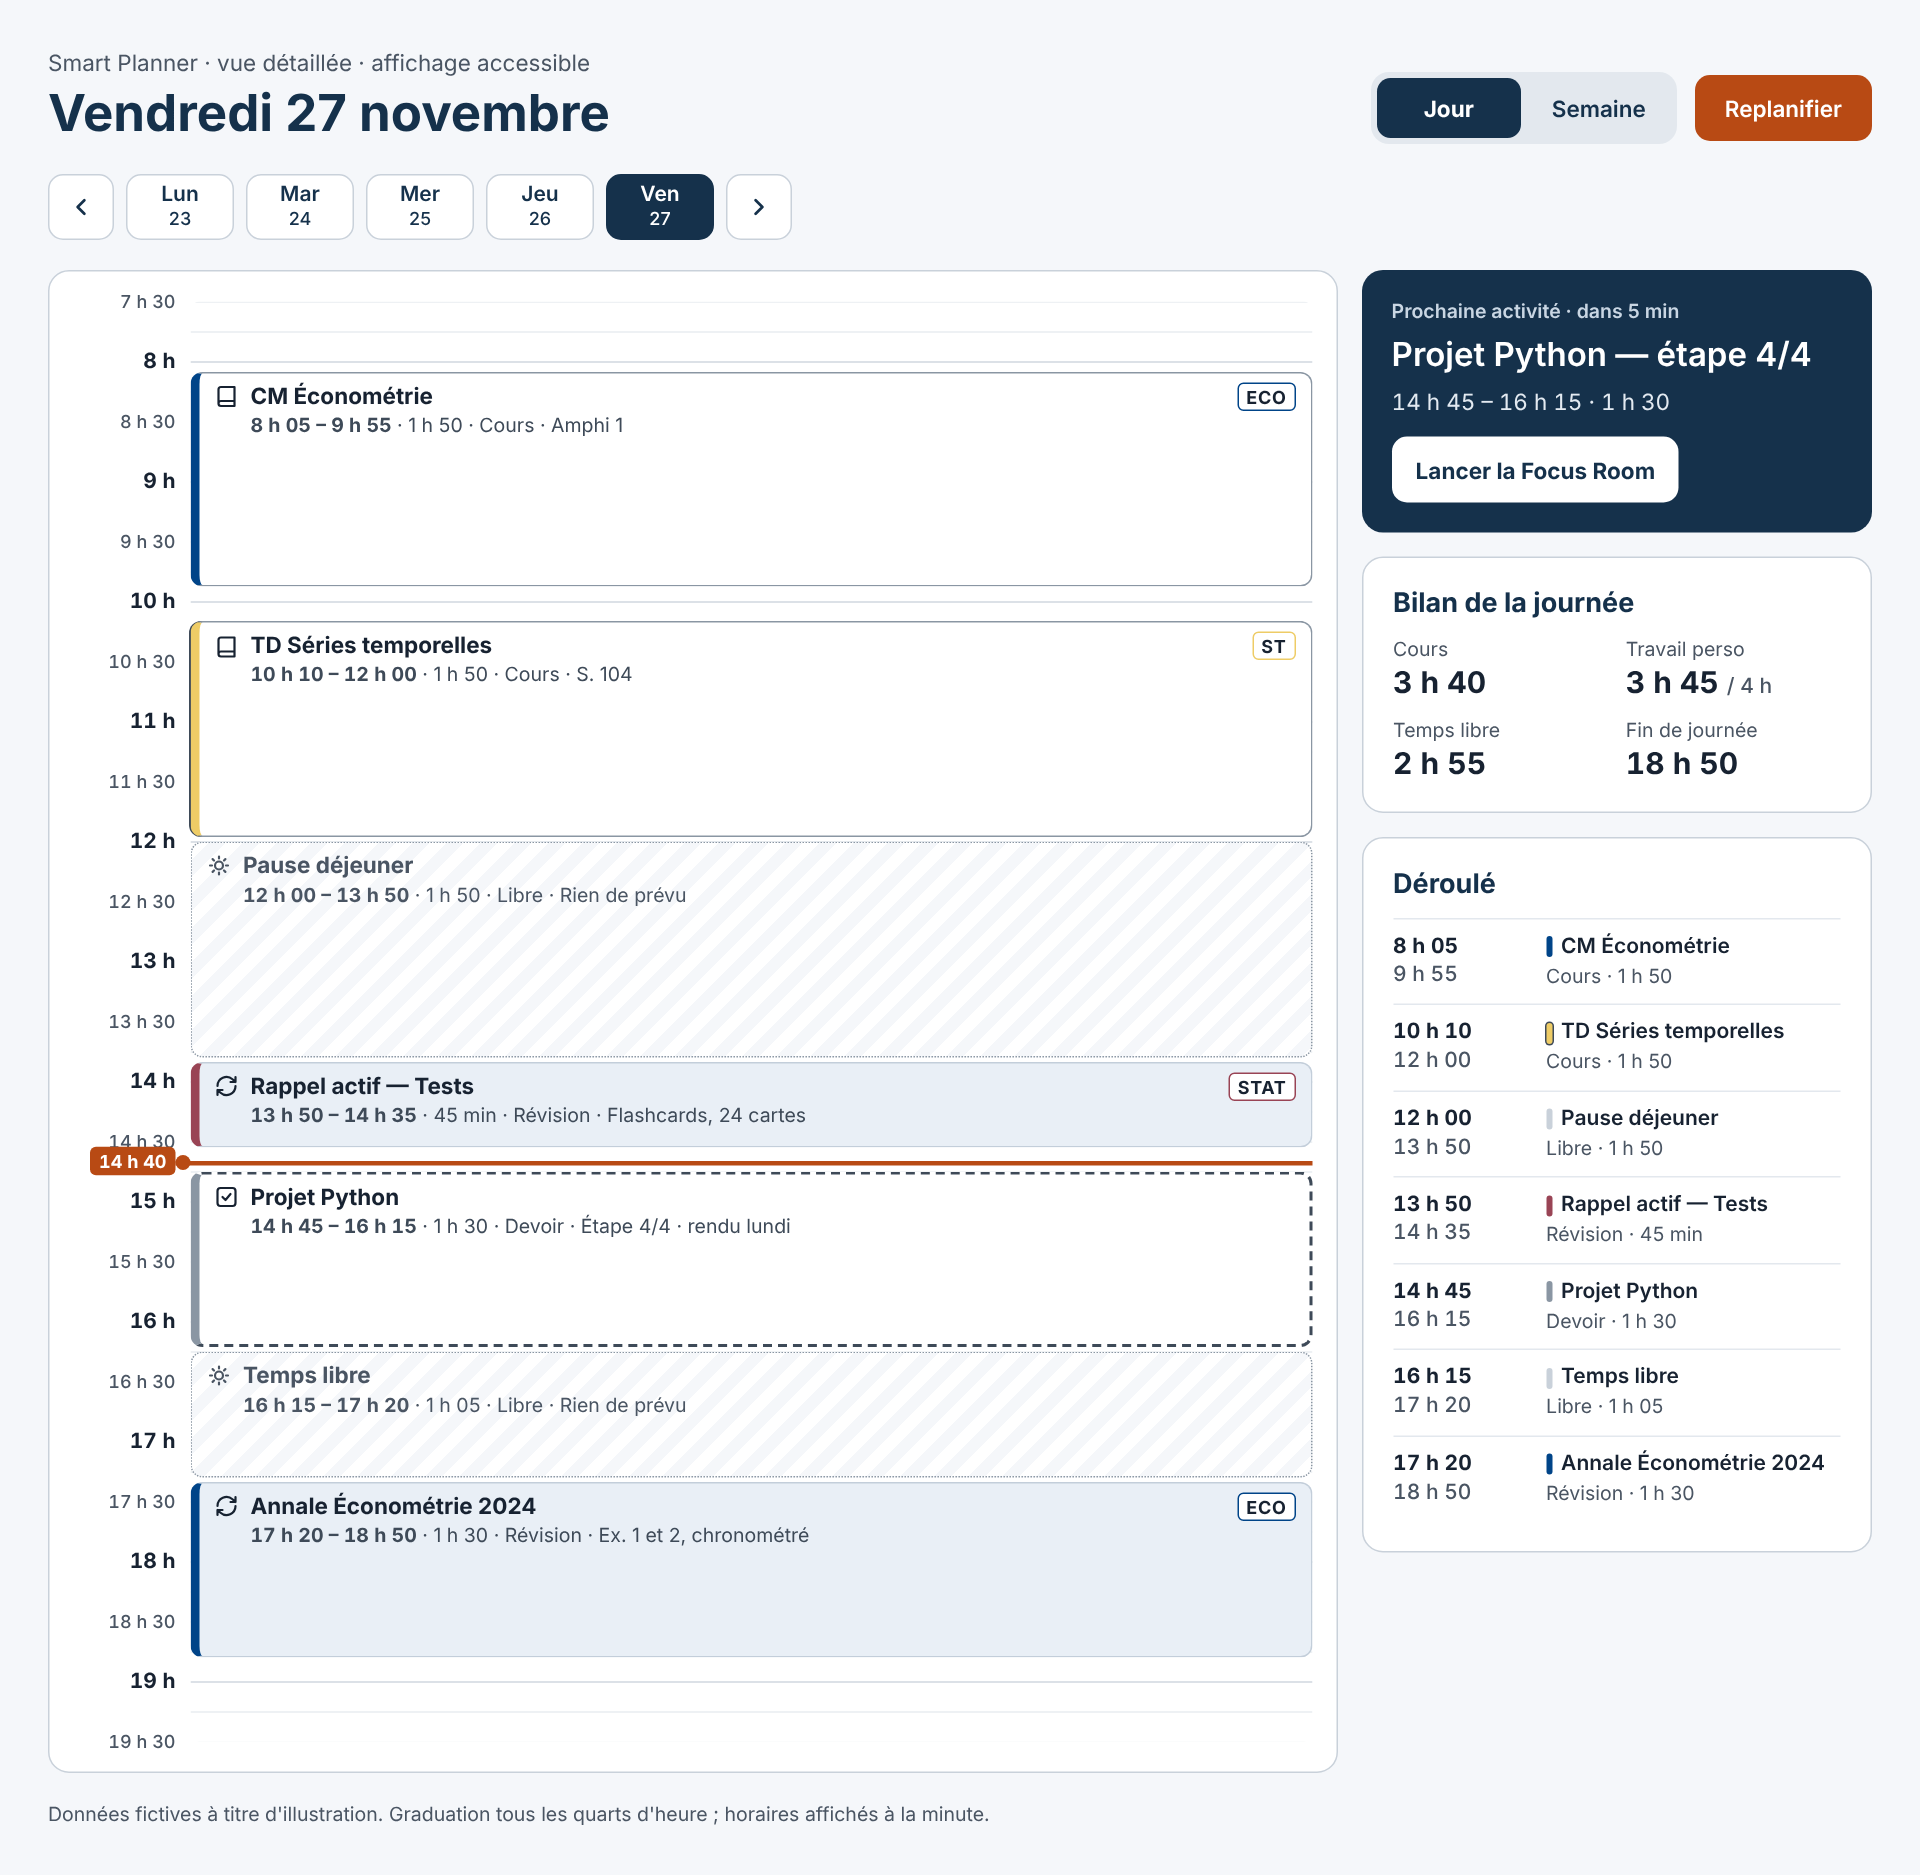 Smart Planner · vue détaillée · affichage accessible
Vendredi 27 novembre
Jour
Semaine
Replanifier
Lun
23
Mar
24
Mer
25
Jeu
26
Ven
27
7 h 30
8 h
CM Économétrie
ECO
8 h 05 – 9 h 55 · 1 h 50 · Cours · Amphi 1
8 h 30
9 h
9 h 30
10 h
TD Séries temporelles
ST
10 h 10 – 12 h 00 · 1 h 50 · Cours · S. 104
10 h 30
11 h
11 h 30
12 h
Pause déjeuner
12 h 00 – 13 h 50 · 1 h 50 · Libre · Rien de prévu
12 h 30
13 h
13 h 30
14 h
Rappel actif — Tests
STAT
13 h 50 – 14 h 35 · 45 min · Révision · Flashcards, 24 cartes
14 h 30
14 h 40
15 h
Projet Python
14 h 45 – 16 h 15 · 1 h 30 · Devoir · Étape 4/4 · rendu lundi
15 h 30
16 h
Temps libre
16 h 15 – 17 h 20 · 1 h 05 · Libre · Rien de prévu
16 h 30
17 h
17 h 30
Annale Économétrie 2024
ECO
17 h 20 – 18 h 50 · 1 h 30 · Révision · Ex. 1 et 2, chronométré
18 h
18 h 30
19 h
19 h 30
Prochaine activité · dans 5 min
Projet Python — étape 4/4
14 h 45 – 16 h 15 · 1 h 30
Lancer la Focus Room
Bilan de la journée
Cours
3 h 40
Travail perso
3 h 45 / 4 h
Temps libre
2 h 55
Fin de journée
18 h 50
Déroulé
8 h 05
9 h 55
CM Économétrie
Cours · 1 h 50
10 h 10
12 h 00
TD Séries temporelles
Cours · 1 h 50
12 h 00
13 h 50
Pause déjeuner
Libre · 1 h 50
13 h 50
14 h 35
Rappel actif — Tests
Révision · 45 min
14 h 45
16 h 15
Projet Python
Devoir · 1 h 30
16 h 15
17 h 20
Temps libre
Libre · 1 h 05
17 h 20
18 h 50
Annale Économétrie 2024
Révision · 1 h 30
Données fictives à titre d'illustration. Graduation tous les quarts d'heure ; horaires affichés à la minute.